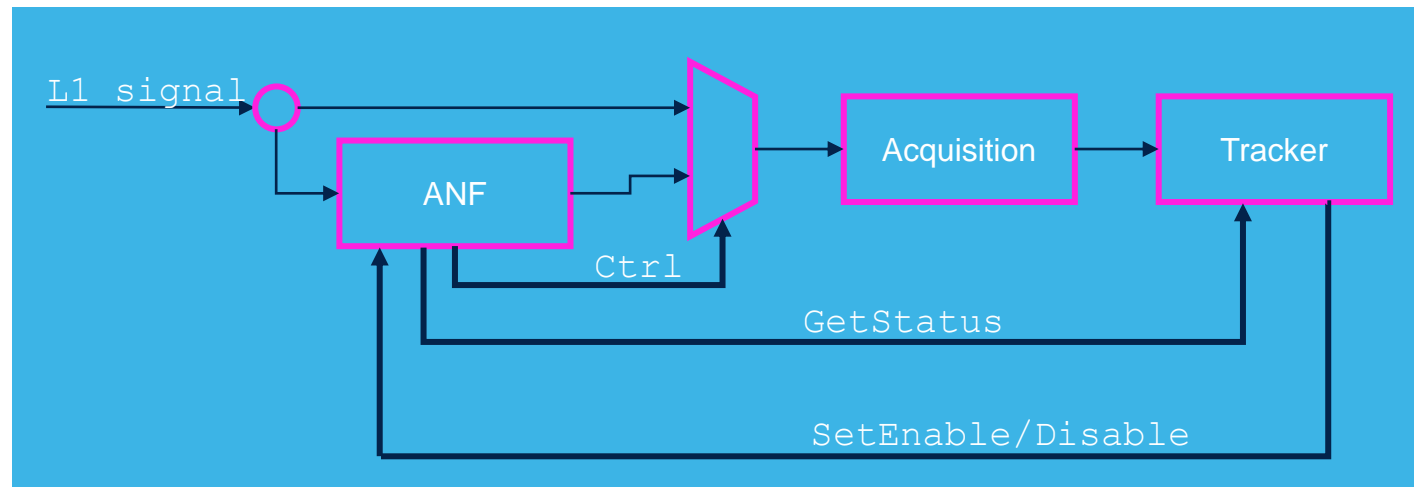 L1 signal
ANF
Acquisition
Tracker
Ctrl
GetStatus
SetEnable/Disable